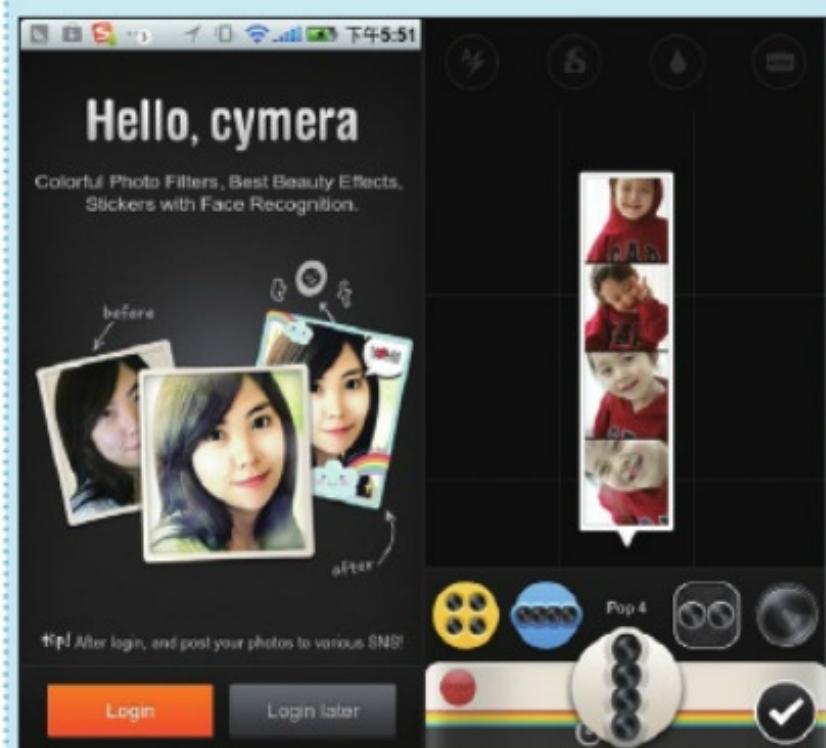 下午5:51
Hello, cymera
Colorful Photo Filters, Best Beauty Effects,
Stickers with Face Recognition.
before
after
tip! After login, and post your photos to various SNS!
Login
Login later
Pop 4